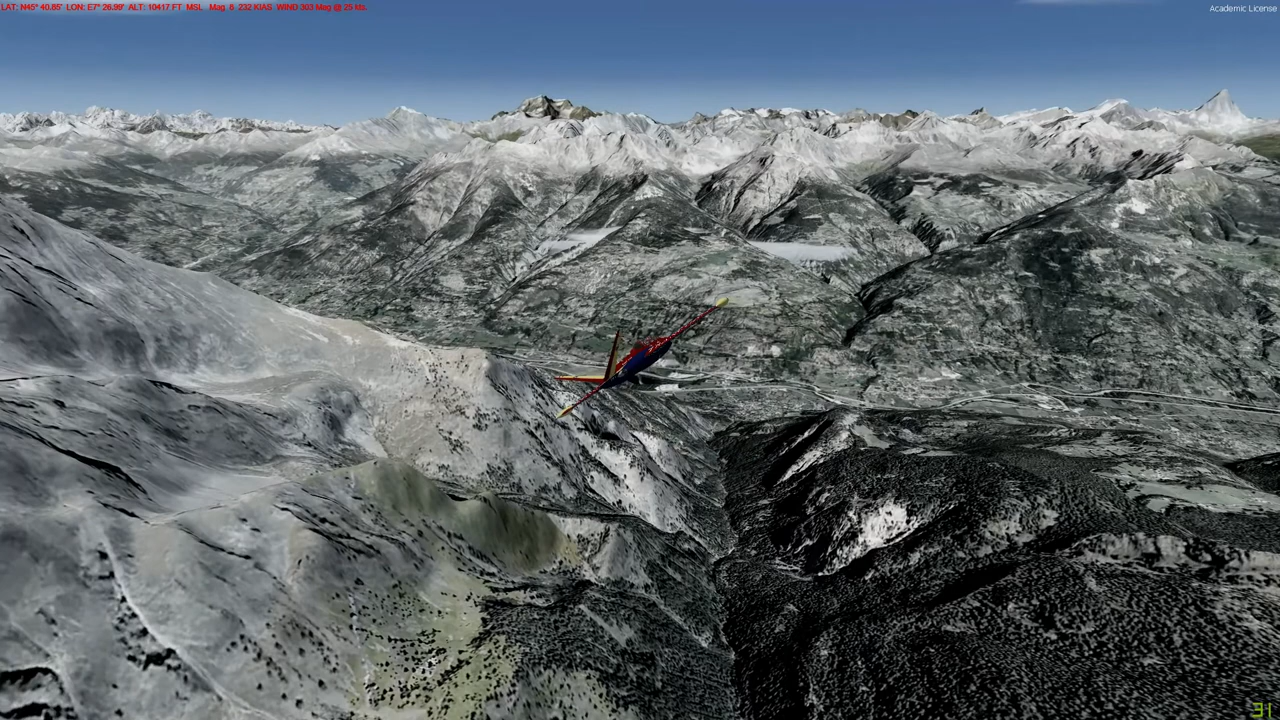 LAT: N45° 40.85' LON: E7° 26.99' ALT: 10417 FT MSL Mag 6 232 KIAS WIND 303 Mag @ 25 kts.
Academic License
31